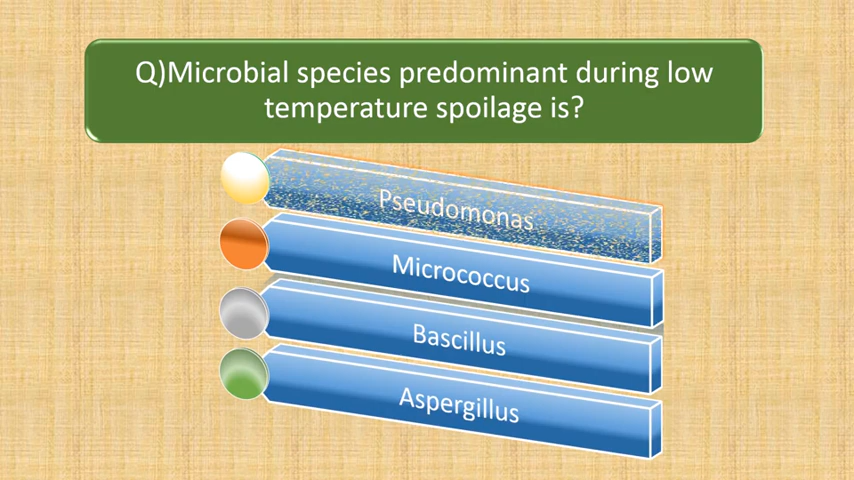 Q)Microbial species predominant during low
temperature spoilage is?
Pseudomonas
Micrococcus
Bascillus
Aspergillus